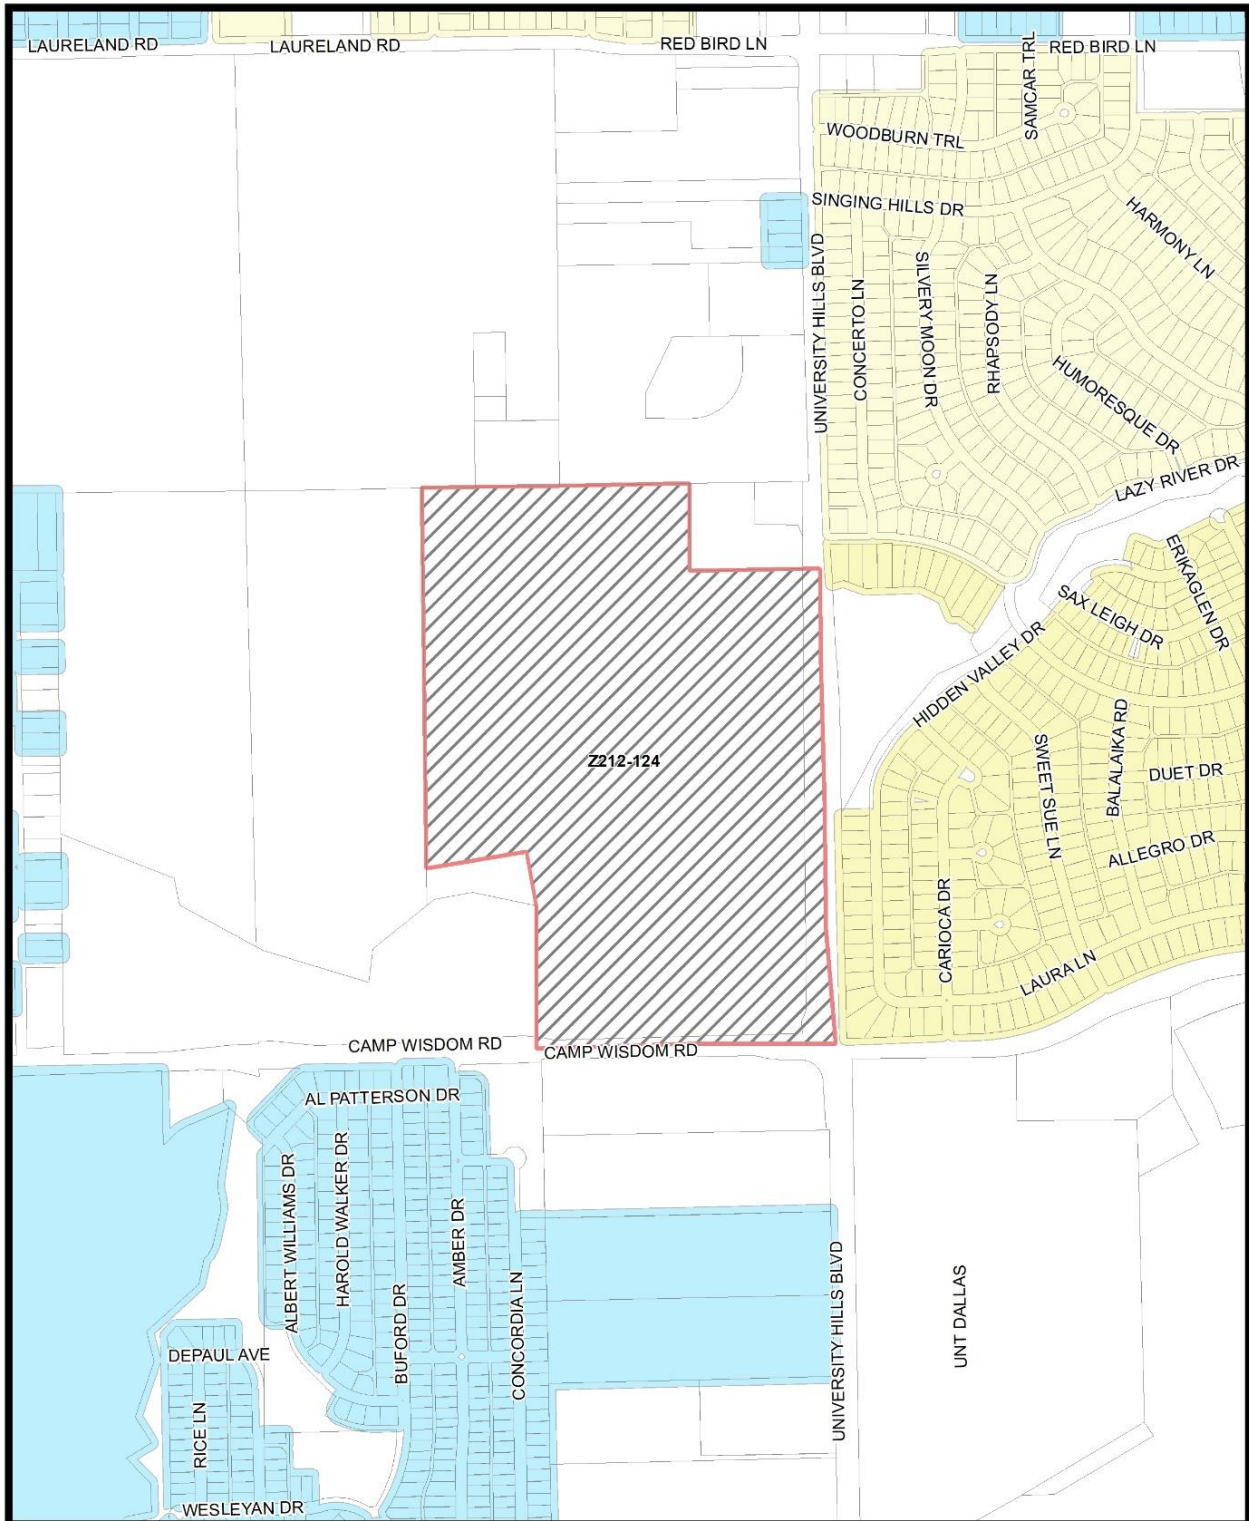 LAURELAND RD
LAURELAND RD
RED BIRD LN
RED BIRD LN
SAMCAR TRL
WOODBURN TRL
SINGING HILLS DR
HARMONY LN
UNIVERSITY HILLS BLVD
CONCERTO LN
SILVERY MOON DR
RHAPSODY LN
HUMORESQUE DR
LAZY RIVER DR
ERIKAGLEN DR
SAX LEIGH DR
HIDDEN VALLEY DR
Z212-124
SWEET SUE LN
BALALAIKA RD
DUET DR
ALLEGRO DR
CARIOCA DR
LAURA LN
CAMP WISDOM RD
CAMP WISDOM RD
AL PATTERSON DR
ALBERT WILLIAMS DR
HAROLD WALKER DR
BUFORD DR
AMBER DR
CONCORDIA LN
UNIVERSITY HILLS BLVD
UNT DALLAS
DEPAUL AVE
RICE LN
WESLEYAN DR